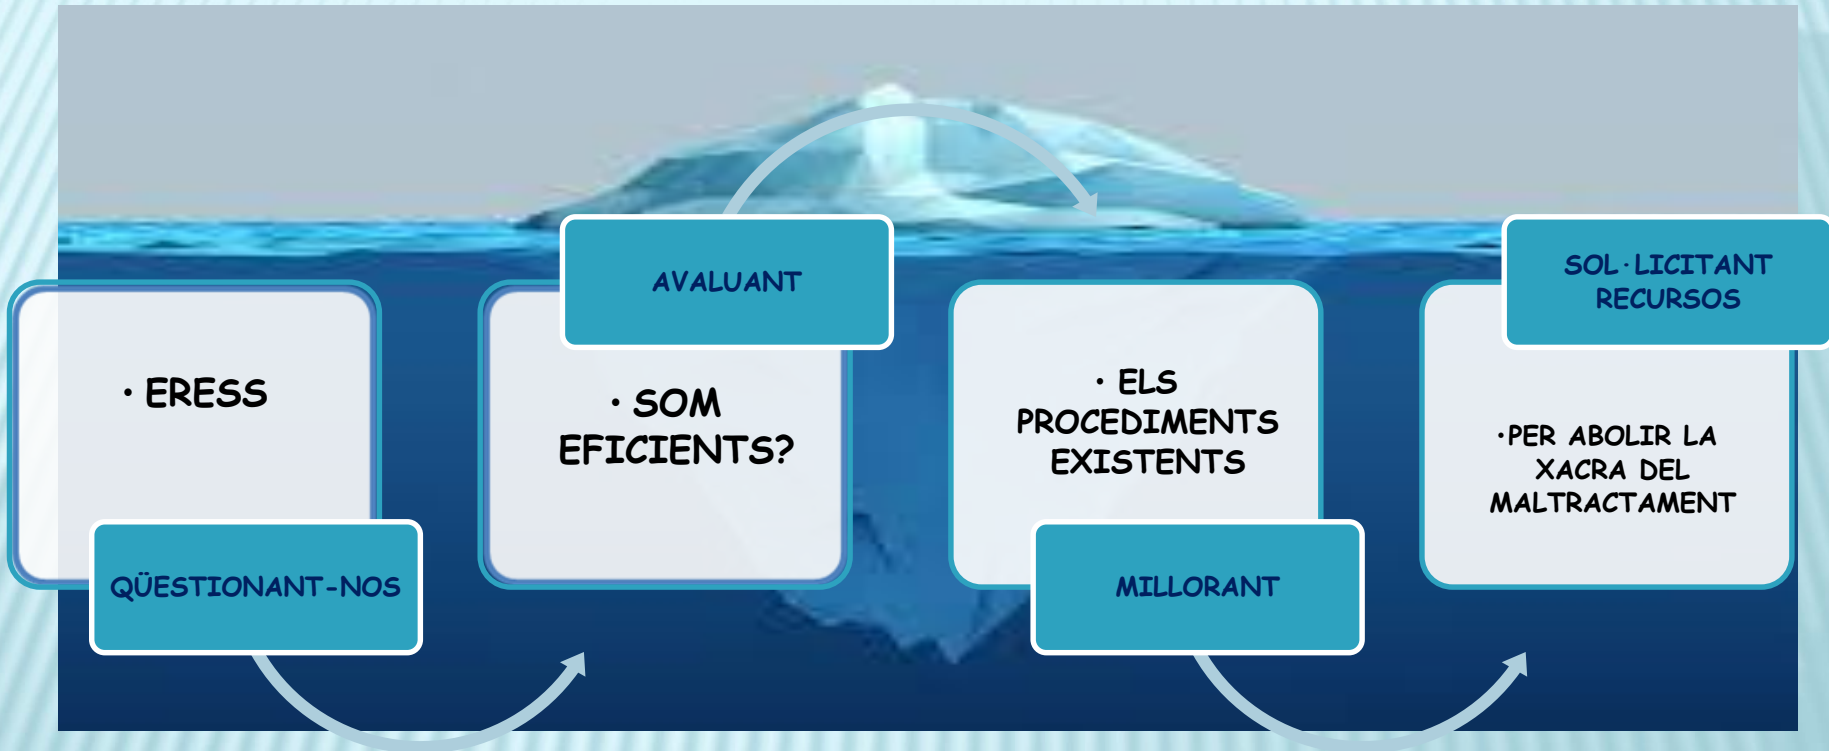 · ERESS
QÜESTIONANT-NOS
AVALUANT
· SOM
EFICIENTS?
· ELS
PROCEDIMENTS
EXISTENTS
MILLORANT
SOL·LICITANT
RECURSOS
·PER ABOLIR LA
XACRA DEL
MALTRACTAMENT